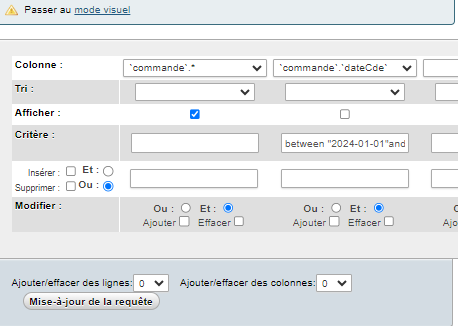 Passer au mode visuel
Colonne : `commande`.* `commande`.`dateCde`
Tri :
Afficher :
Critère : between "2024-01-01"and
Insérer : Et :
Supprimer : Ou :
Modifier : Ou : Et : Ou : Et :
Ajouter Effacer Ajouter Effacer
Ajouter/effacer des lignes: 0 Ajouter/effacer des colonnes: 0
Mise-à-jour de la requête